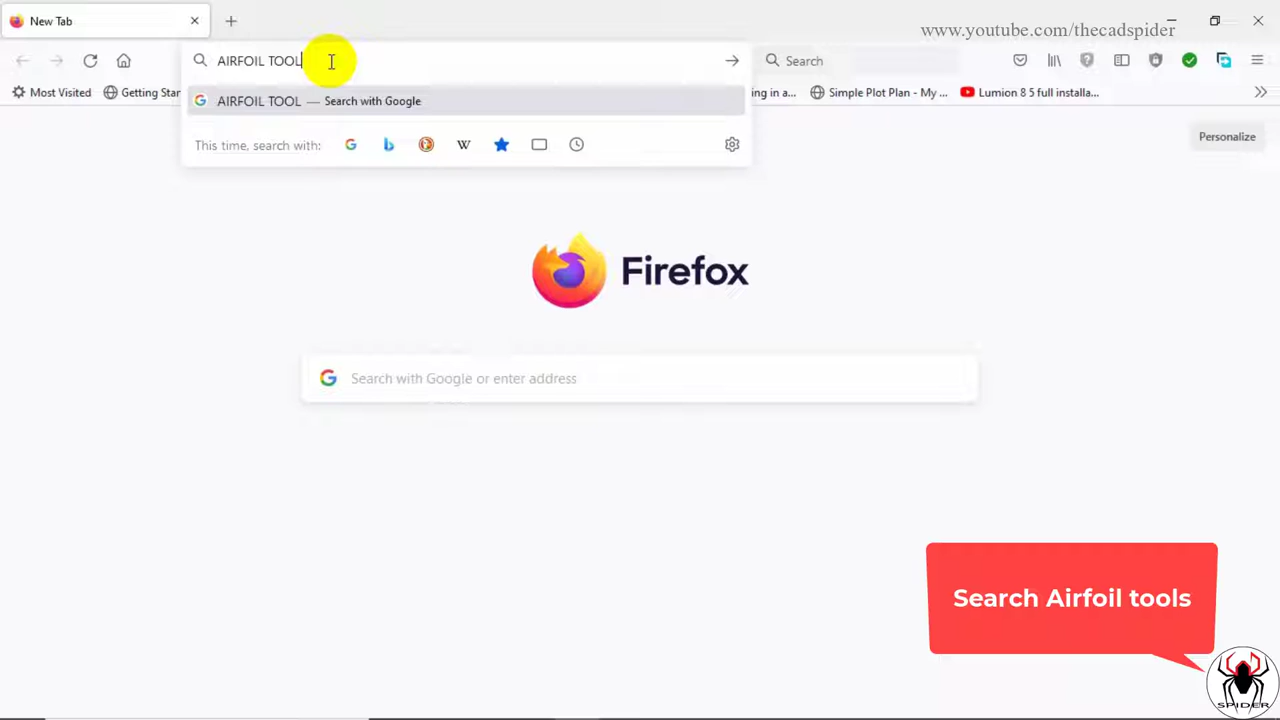 New Tab
www.youtube.com/thecadspider
AIRFOIL TOOL
Search
AIRFOIL TOOL — Search with Google
Most Visited
Getting Star
ing in a...
Simple Plot Plan - My ...
Lumion 8 5 full installa...
This time, search with:
Personalize
Firefox
Search with Google or enter address
Search Airfoil tools
SPIDER